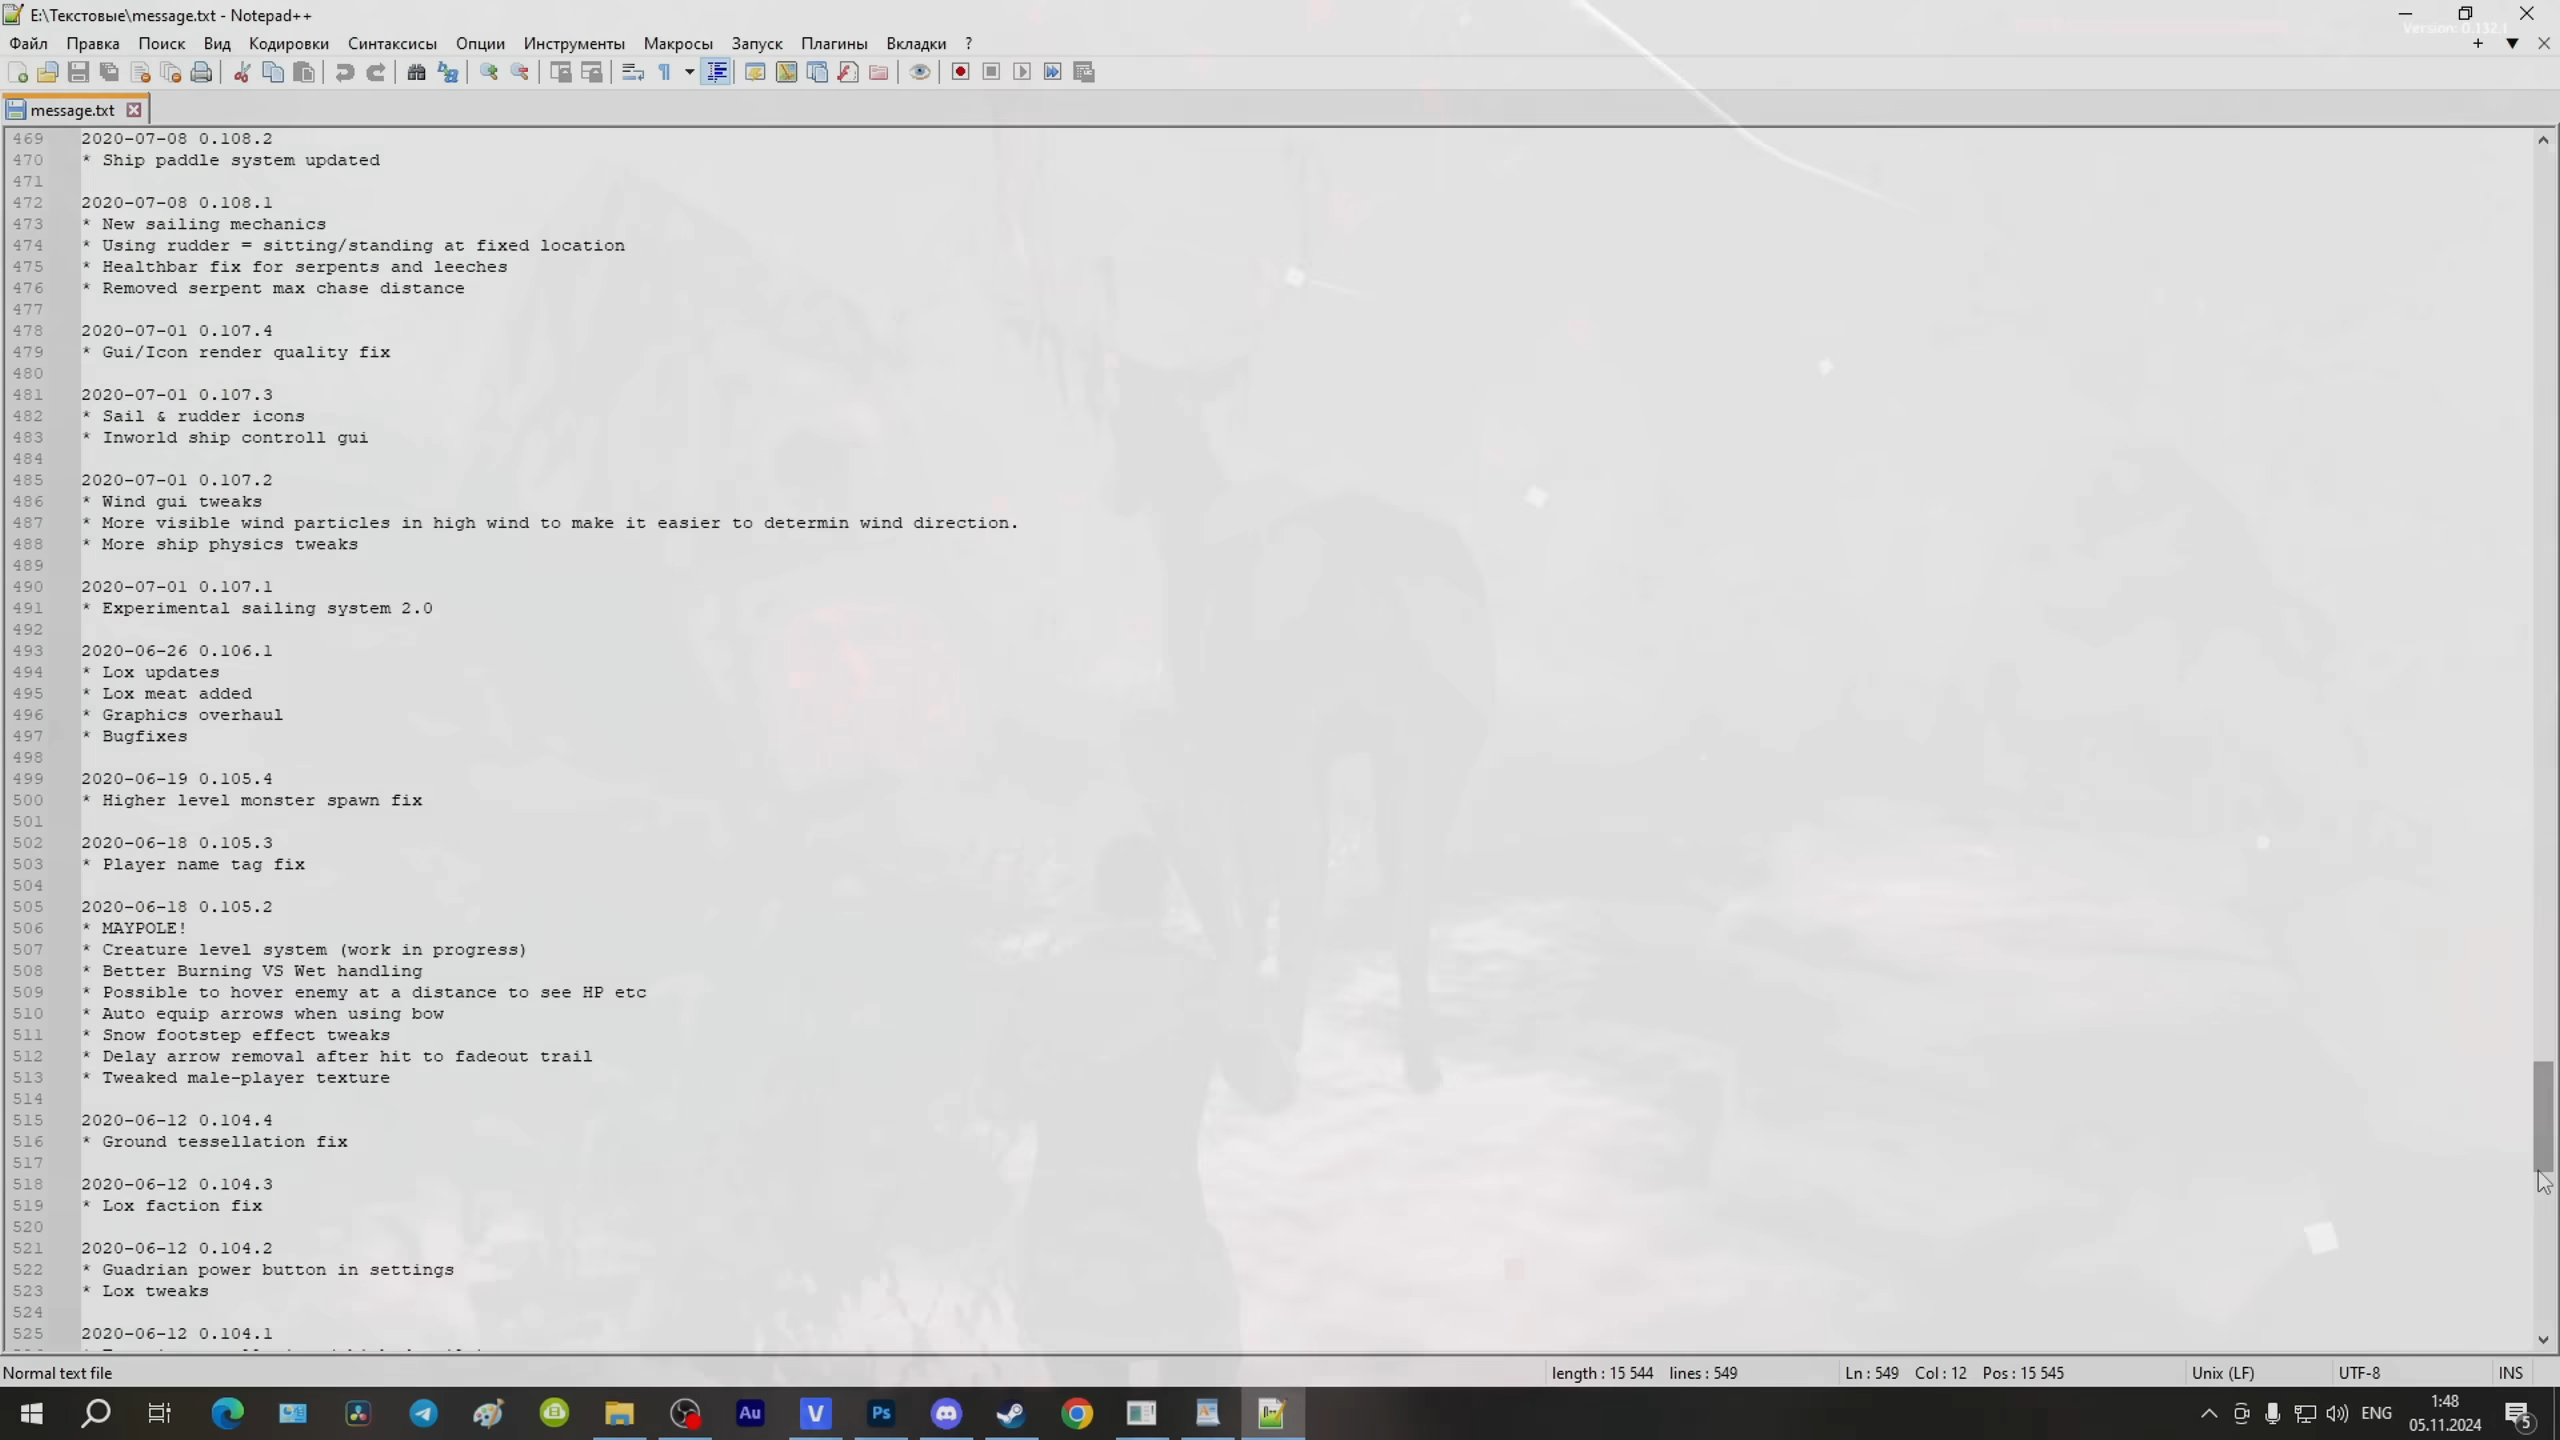 E:\Текстовые\message.txt - Notepad++
Version: 0.132.1
Файл Правка Поиск Вид Кодировки Синтаксисы Опции Инструменты Макросы Запуск Плагины Вкладки ?
message.txt
469 2020-07-08 0.108.2
470 * Ship paddle system updated
471
472 2020-07-08 0.108.1
473 * New sailing mechanics
474 * Using rudder = sitting/standing at fixed location
475 * Healthbar fix for serpents and leeches
476 * Removed serpent max chase distance
477
478 2020-07-01 0.107.4
479 * Gui/Icon render quality fix
480
481 2020-07-01 0.107.3
482 * Sail & rudder icons
483 * Inworld ship controll gui
484
485 2020-07-01 0.107.2
486 * Wind gui tweaks
487 * More visible wind particles in high wind to make it easier to determin wind direction.
488 * More ship physics tweaks
489
490 2020-07-01 0.107.1
491 * Experimental sailing system 2.0
492
493 2020-06-26 0.106.1
494 * Lox updates
495 * Lox meat added
496 * Graphics overhaul
497 * Bugfixes
498
499 2020-06-19 0.105.4
500 * Higher level monster spawn fix
501
502 2020-06-18 0.105.3
503 * Player name tag fix
504
505 2020-06-18 0.105.2
506 * MAYPOLE!
507 * Creature level system (work in progress)
508 * Better Burning VS Wet handling
509 * Possible to hover enemy at a distance to see HP etc
510 * Auto equip arrows when using bow
511 * Snow footstep effect tweaks
512 * Delay arrow removal after hit to fadeout trail
513 * Tweaked male-player texture
514
515 2020-06-12 0.104.4
516 * Ground tessellation fix
517
518 2020-06-12 0.104.3
519 * Lox faction fix
520
521 2020-06-12 0.104.2
522 * Guadrian power button in settings
523 * Lox tweaks
524
525 2020-06-12 0.104.1
Normal text file length : 15 544 lines : 549 Ln : 549 Col : 12 Pos : 15 545 Unix (LF) UTF-8 INS
Au V Ps ENG 1:48
05.11.2024 5